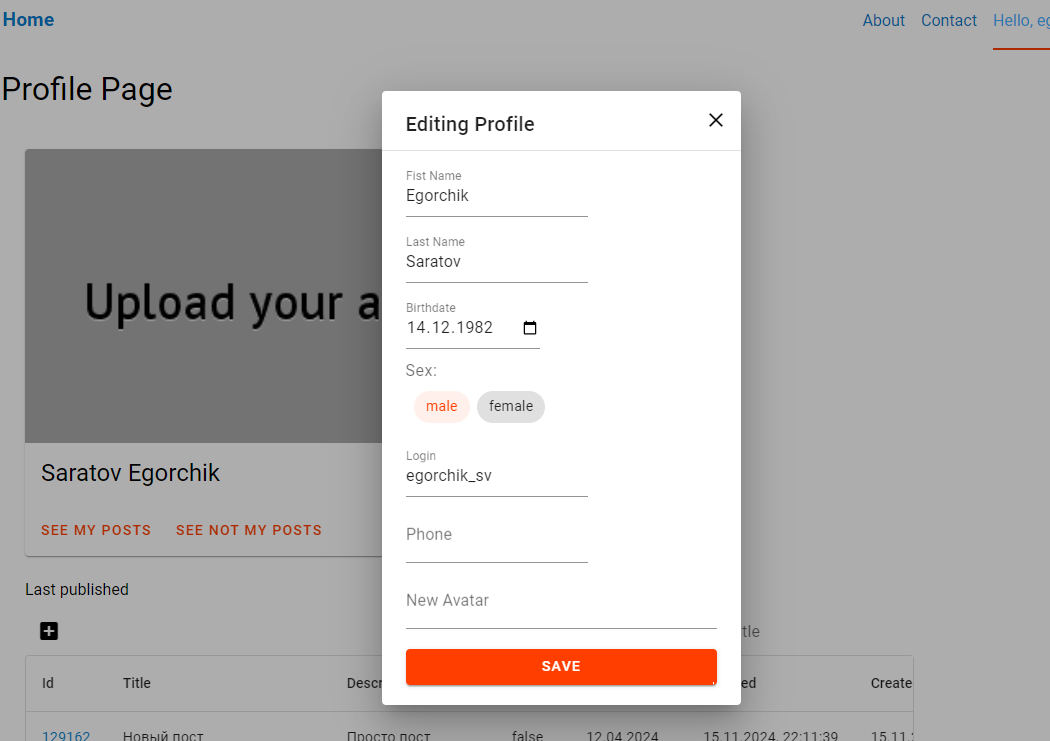 Home
About Contact Hello, eg
Profile Page
Editing Profile
Fist Name
Egorchik
Last Name
Saratov
Birthdate
14.12.1982
Sex:
male female
Login
egorchik_sv
Phone
New Avatar
SAVE
Upload your a
Saratov Egorchik
SEE MY POSTS SEE NOT MY POSTS
Last published
tle
Id Title Descr ed Create
129162 Новый пост Просто пост false 12.04.2024 15.11.2024, 22:11:39 15.11.